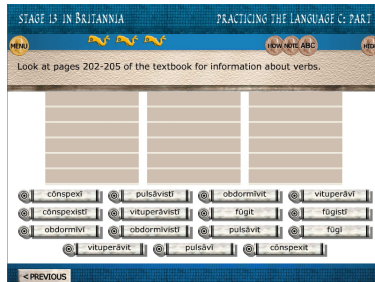 STAGE 13 IN BRITANNIA PRACTICING THE LANGUAGE C: PART
MENU HOW NOTE ABC
Look at pages 202-205 of the textbook for information about verbs.
cōnspexī pulsāvistī obdormīvit vituperāvī
cōnspexistī vituperāvistī fūgit fūgistī
obdormīvī obdormīvistī pulsāvit fūgī
vituperāvit pulsāvī cōnspexit
< PREVIOUS